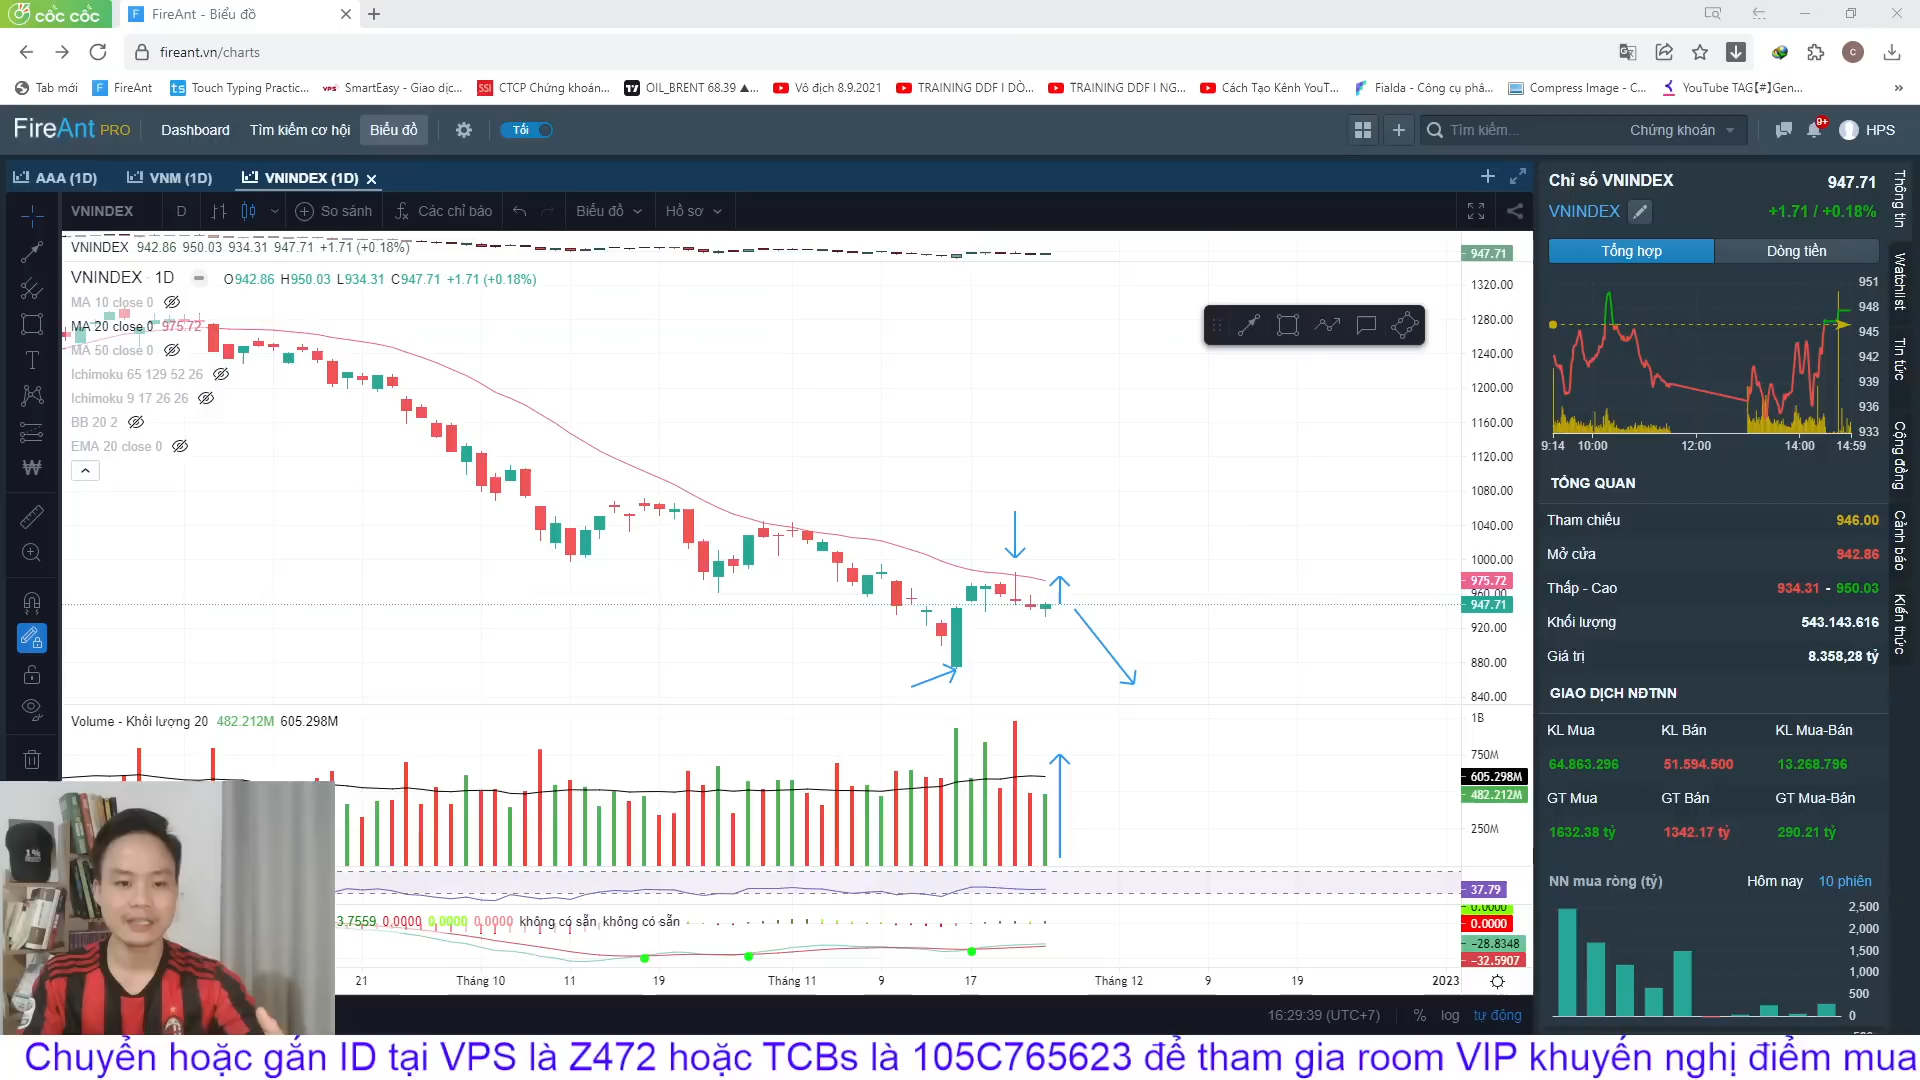 cốc cốc
FireAnt - Biểu đồ
fireant.vn/charts
Tab mới
FireAnt
Touch Typing Practic...
SmartEasy - Giao dịc...
CTCP Chứng khoán...
OIL_BRENT 68.39 ▲...
Vô địch 8.9.2021
TRAINING DDF I DÒ...
TRAINING DDF I NG...
Cách Tạo Kênh YouT...
Fialda - Công cụ phâ...
Compress Image - C...
YouTube TAG【#】Gen...
FireAnt PRO
Dashboard
Tìm kiếm cơ hội
Biểu đồ
Tối
Tìm kiếm...
Chứng khoán
9+
HPS
AAA (1D)
VNM (1D)
VNINDEX (1D)
VNINDEX
D
So sánh
Các chỉ báo
Biểu đồ
Hồ sơ
VNINDEX 942.86 950.03 934.31 947.71 +1.71 (+0.18%)
947.71
VNINDEX · 1D
O942.86 H950.03 L934.31 C947.71 +1.71 (+0.18%)
MA 10 close 0
MA 20 close 0 975.72
MA 50 close 0
Ichimoku 65 129 52 26
Ichimoku 9 17 26 26
BB 20 2
EMA 20 close 0
1320.00
1280.00
1240.00
1200.00
1160.00
1120.00
1080.00
1040.00
1000.00
975.72
960.00
947.71
920.00
880.00
840.00
Volume - Khối lượng 20 482.212M 605.298M
1B
750M
605.298M
482.212M
250M
37.79
3.7559 0.0000 0.0000 0.0000 không có sẵn, không có sẵn
0.0000
0.0000
−28.8348
−32.5907
21
Tháng 10
11
19
Tháng 11
9
17
Tháng 12
9
19
2023
16:29:39 (UTC+7)
%
log
tự động
Chỉ số VNINDEX
947.71
VNINDEX
+1.71 / +0.18%
Tổng hợp
Dòng tiền
951
948
945
942
939
936
933
9:14
10:00
12:00
14:00
14:59
TỔNG QUAN
Tham chiếu 946.00
Mở cửa 942.86
Thấp - Cao 934.31 - 950.03
Khối lượng 543.143.616
Giá trị 8.358,28 tỷ
GIAO DỊCH NĐTNN
KL Mua KL Bán KL Mua-Bán
64.863.296 51.594.500 13.268.796
GT Mua GT Bán GT Mua-Bán
1632.38 tỷ 1342.17 tỷ 290.21 tỷ
NN mua ròng (tỷ)
Hôm nay
10 phiên
2,500
2,000
1,500
1,000
500
0
Thông tin
Watchlist
Tin tức
Cộng đồng
Cảnh báo
Kiến thức
1%
Chuyển hoặc gắn ID tại VPS là Z472 hoặc TCBs là 105C765623 để tham gia room VIP khuyến nghị điểm mua